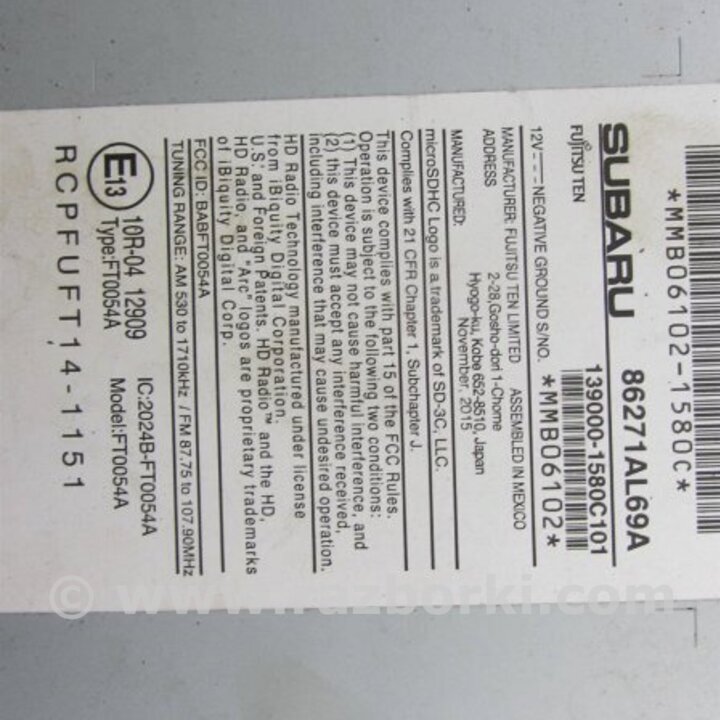 *MMB06102-1580C*
SUBARU 86271AL69A
FUJITSU TEN 139000-1580C101
12V NEGATIVE GROUND S/NO. *MMB06102*
MANUFACTURER: FUJITSU TEN LIMITED ASSEMBLED IN MEXICO
ADDRESS 2-28,Gosho-dori 1-Chome
Hyogo-ku, Kobe 652-8510, Japan
MANUFACTURED: November. 2015
microSDHC Logo is a trademark of SD-3C, LLC.
Complies with 21 CFR Chapter 1, Subchapter J.
This device complies with part 15 of the FCC Rules.
Operation is subject to the following two conditions:
(1) This device may not cause harmful interference, and
(2) this device must accept any interference received,
including interference that may cause undesired operation.
HD Radio Technology manufactured under license
from iBiquity Digital Corporation.
U.S. and Foreign Patents. HD Radio™ and the HD,
HD Radio, and "Arc" logos are proprietary trademarks
of iBiquity Digital Corp.
FCC ID: BABFT0054A
TUNING RANGE: AM 530 to 1710kHz / FM 87.75 to 107.90MHz
E13 10R-04 12909 IC:2024B-FT0054A
Type:FT0054A Model:FT0054A
RCPFUFT14-1151
© www.razborki.com